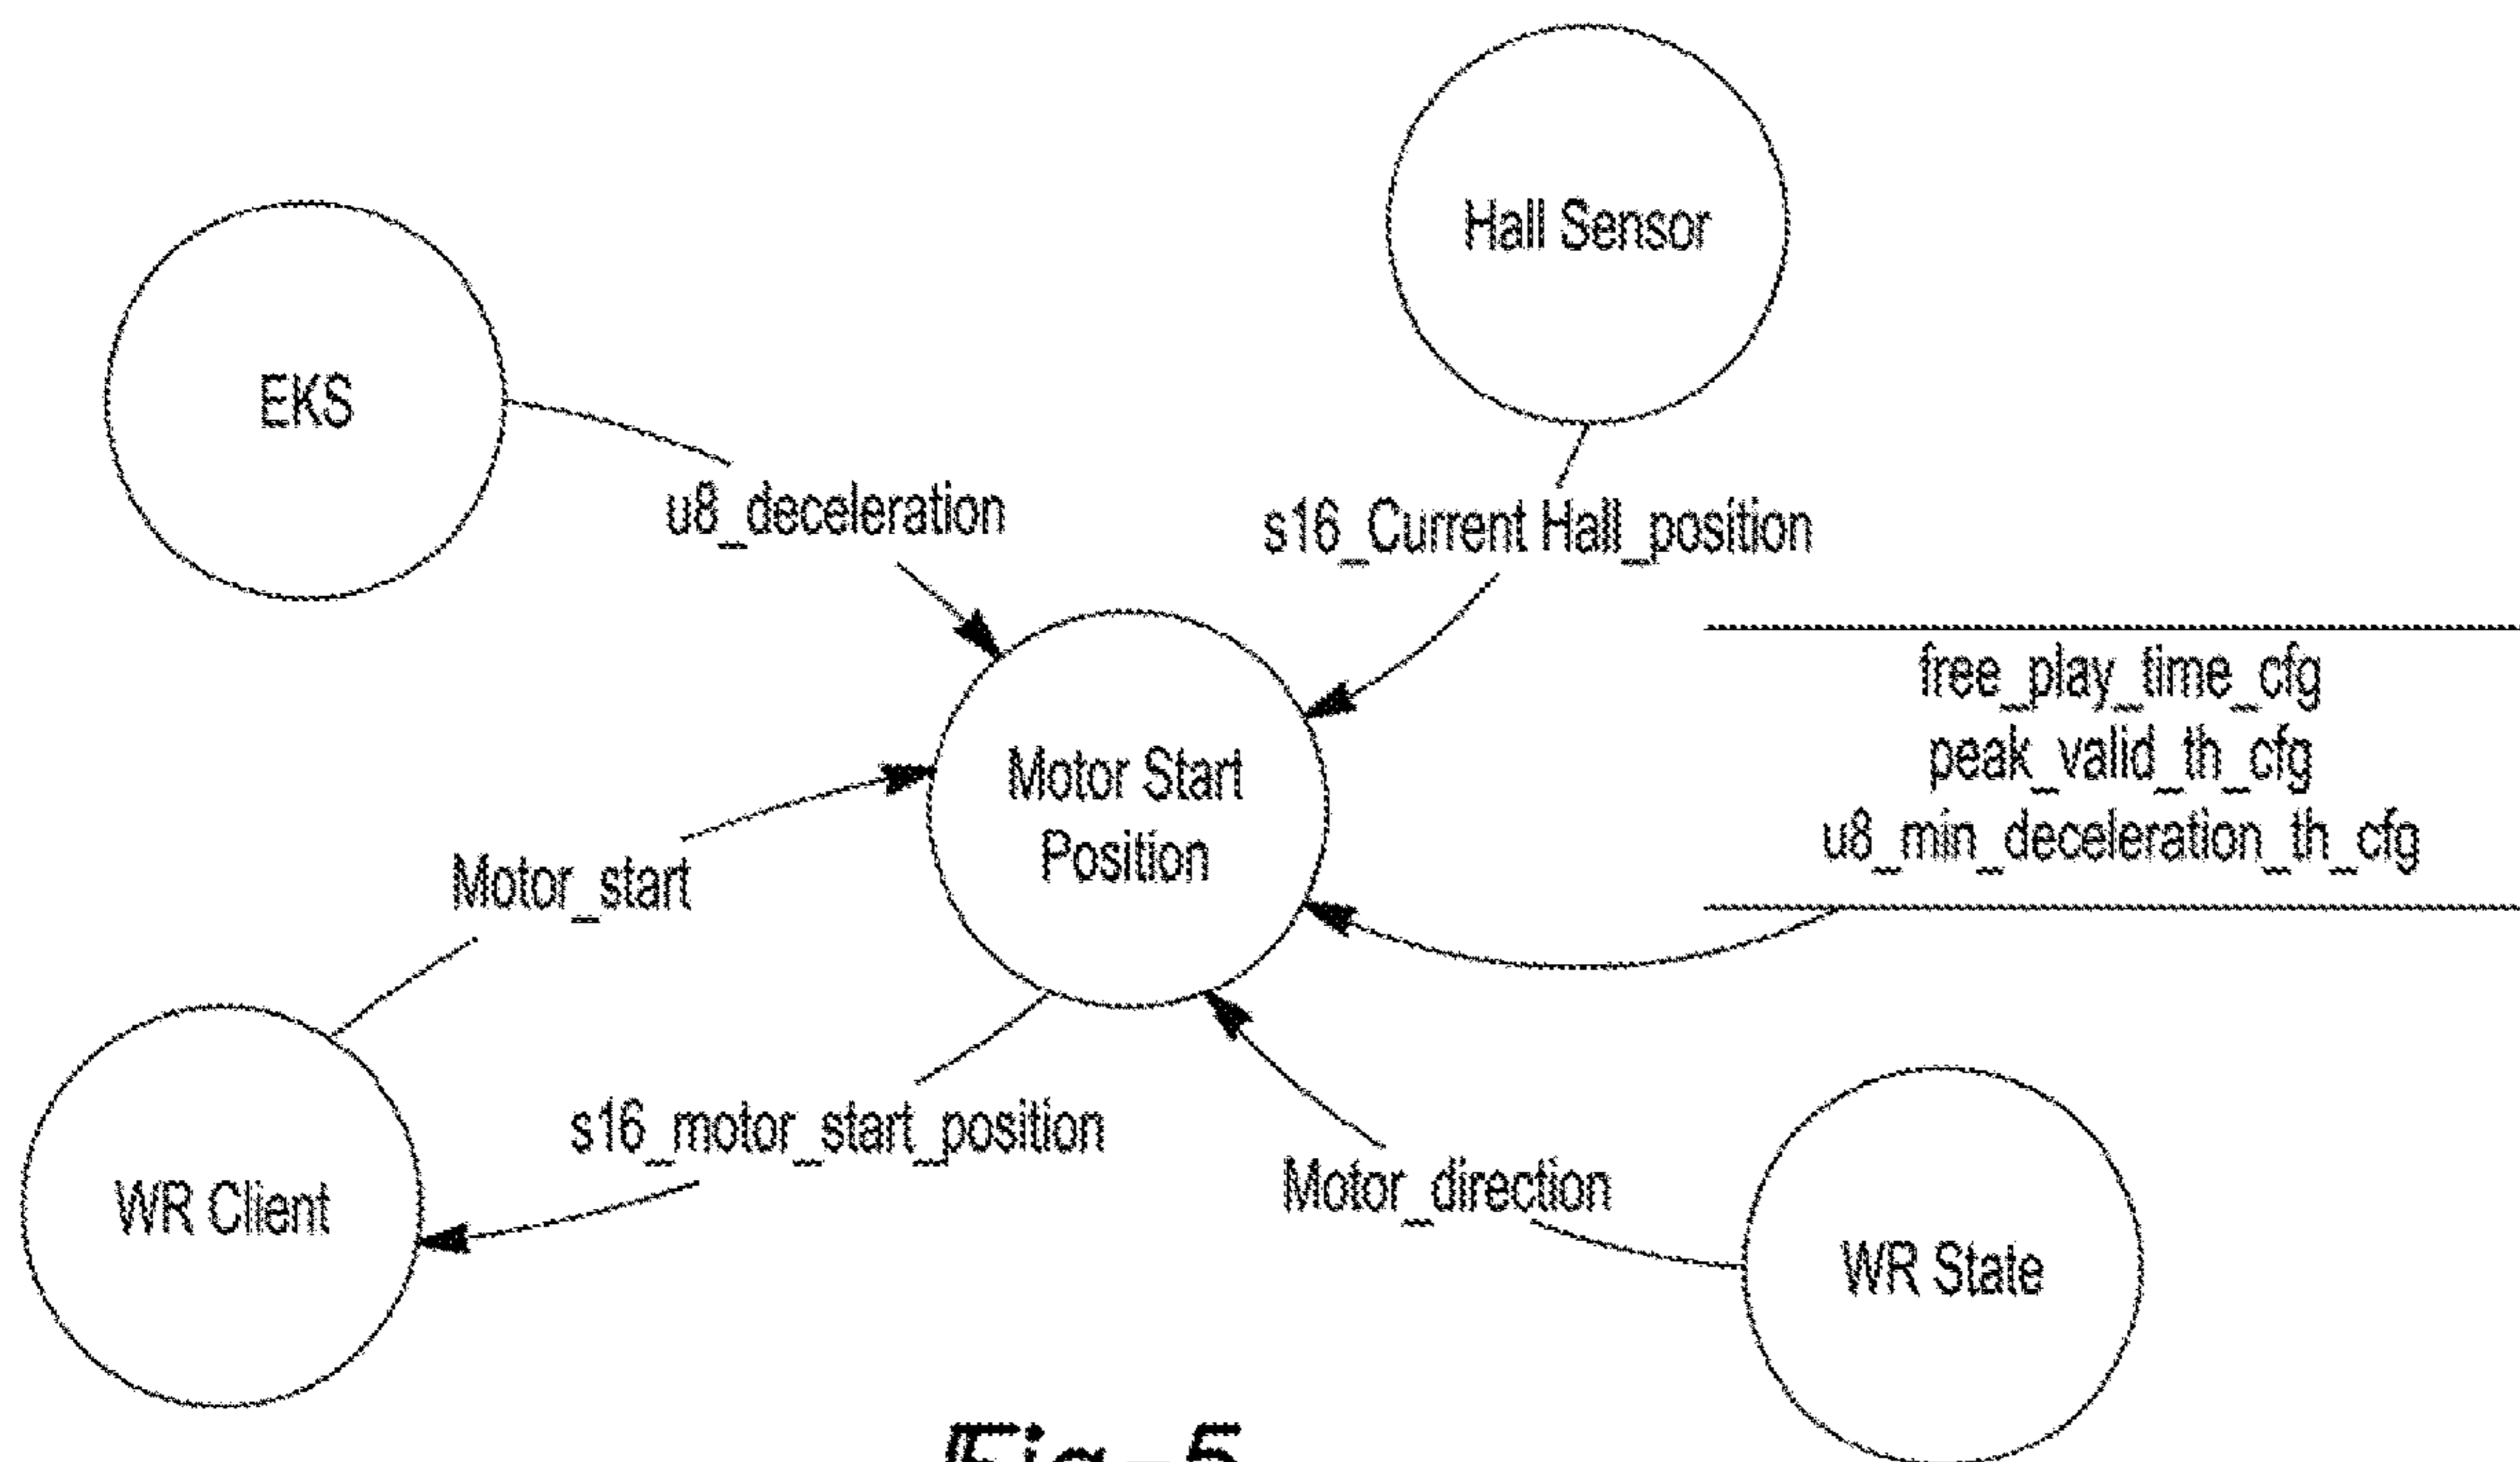 Hall Sensor
EKS
u8_deceleration
s16_Current Hall_position
free_play_time_cfg
peak_valid_th_cfg
u8_min_deceleration_th_cfg
Motor Start
Position
Motor_start
s16_motor_start_position
Motor_direction
WR Client
WR State
Fig-5